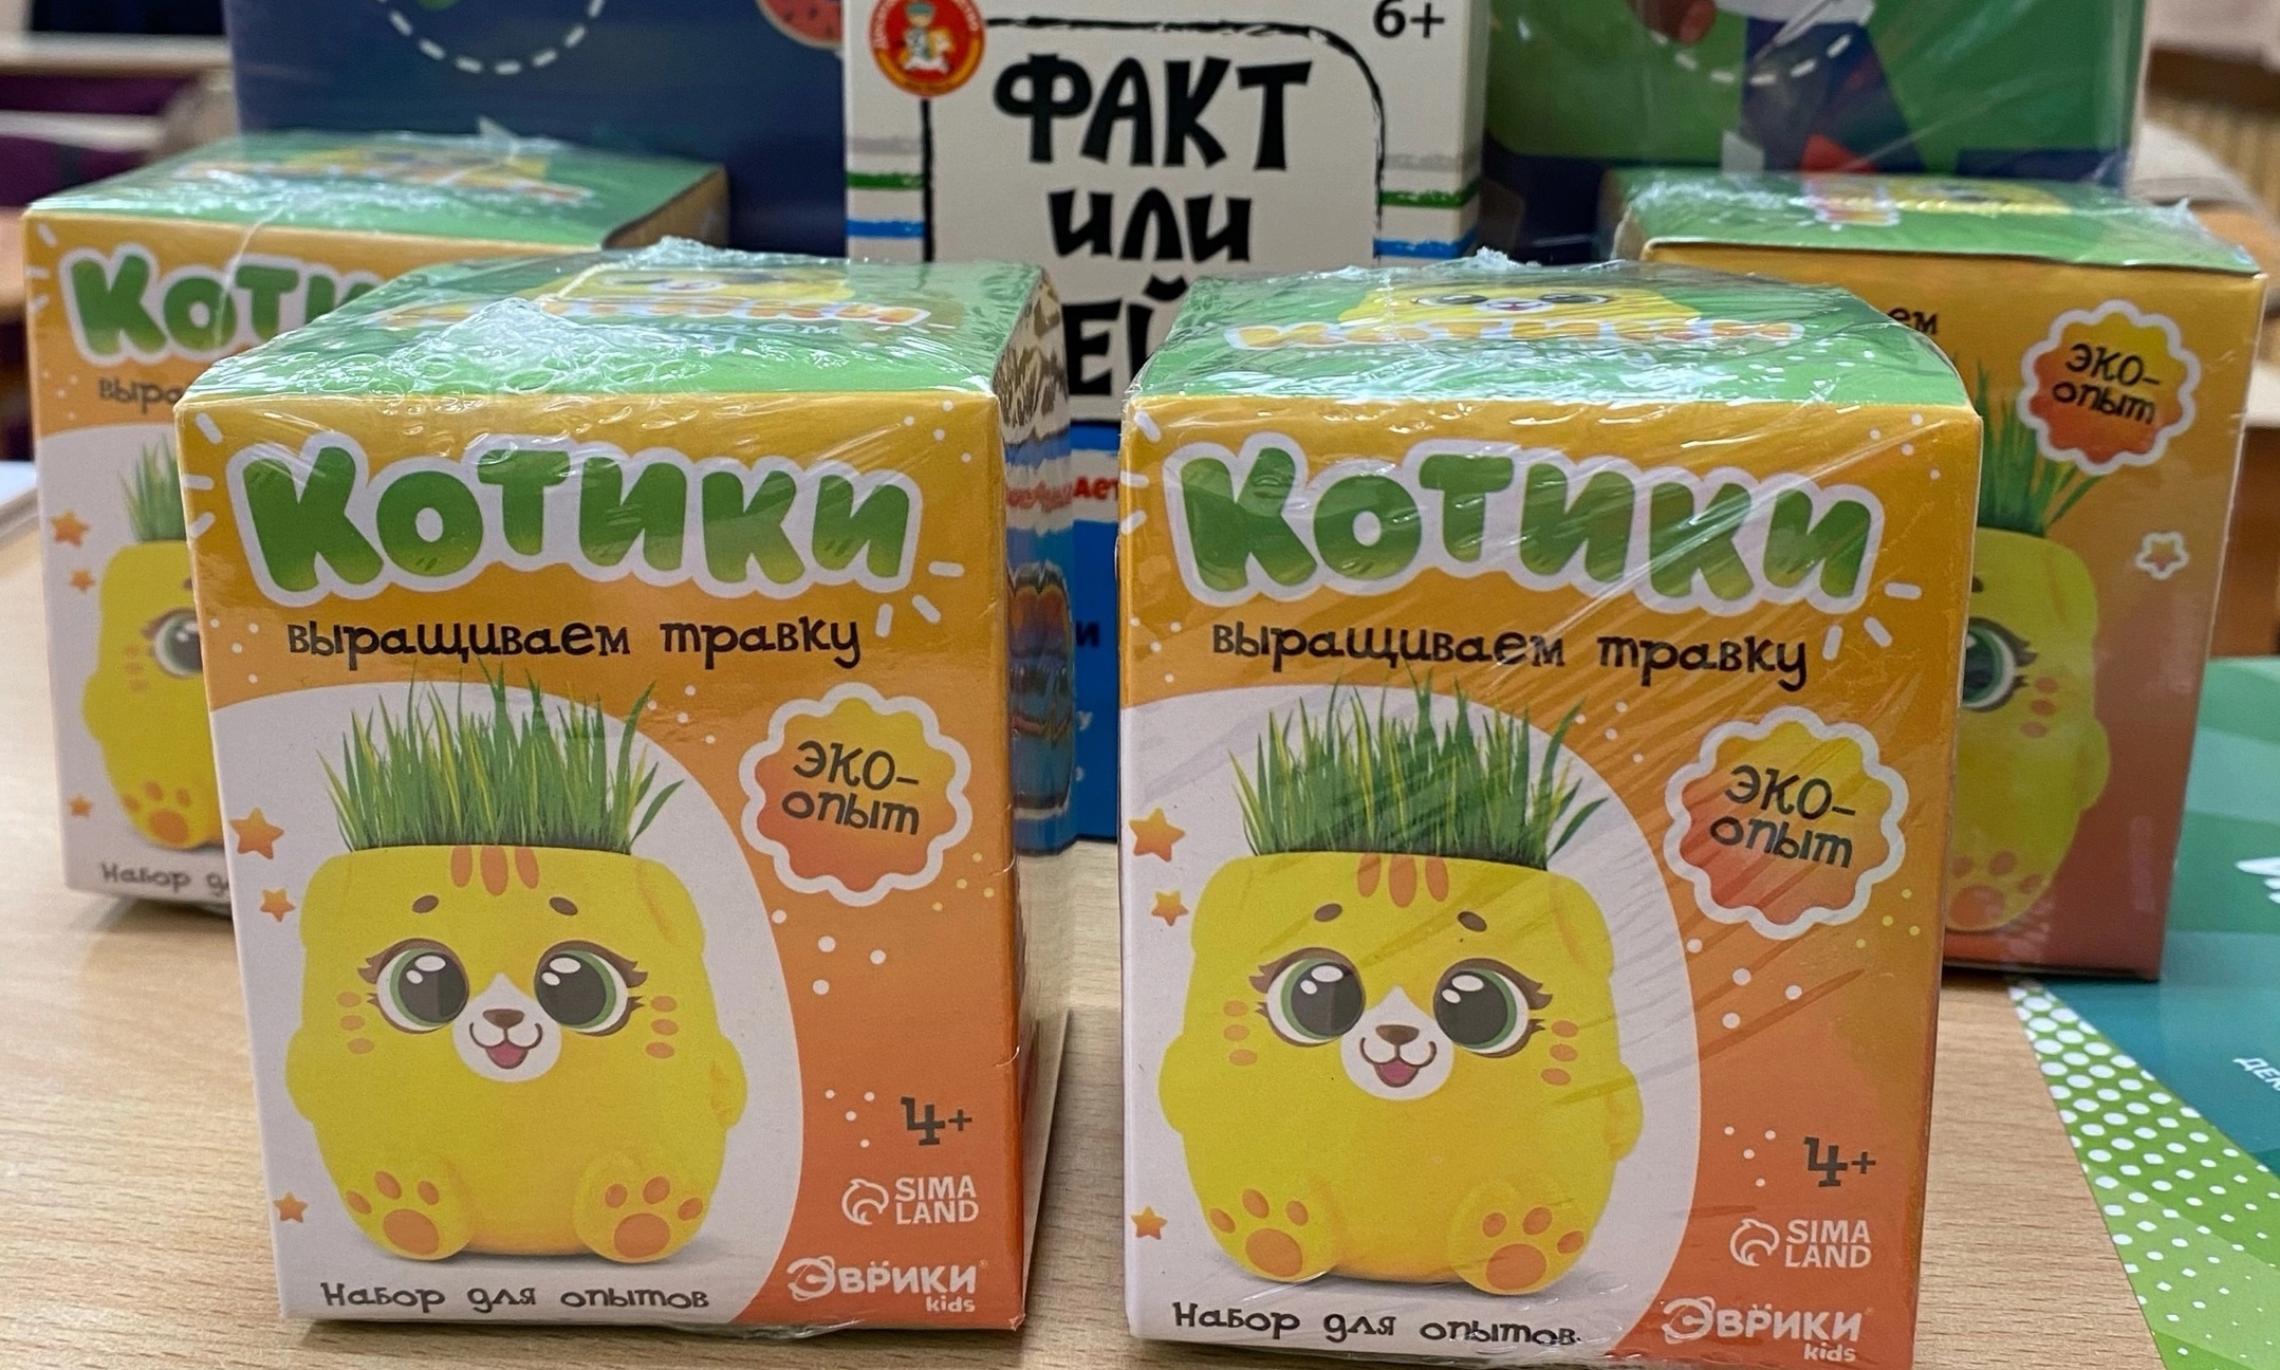 6+
ФАКТ
или
Котики
выращиваем травку
ЭКО-
опыт
4+
SIMA
LAND
ЭВРИКИ
kids
Набор для опытов
Котики
выращиваем травку
ЭКО-
опыт
4+
SIMA
LAND
ЭВРИКИ
kids
Набор для опытов
ЭКО-
опыт
Набор